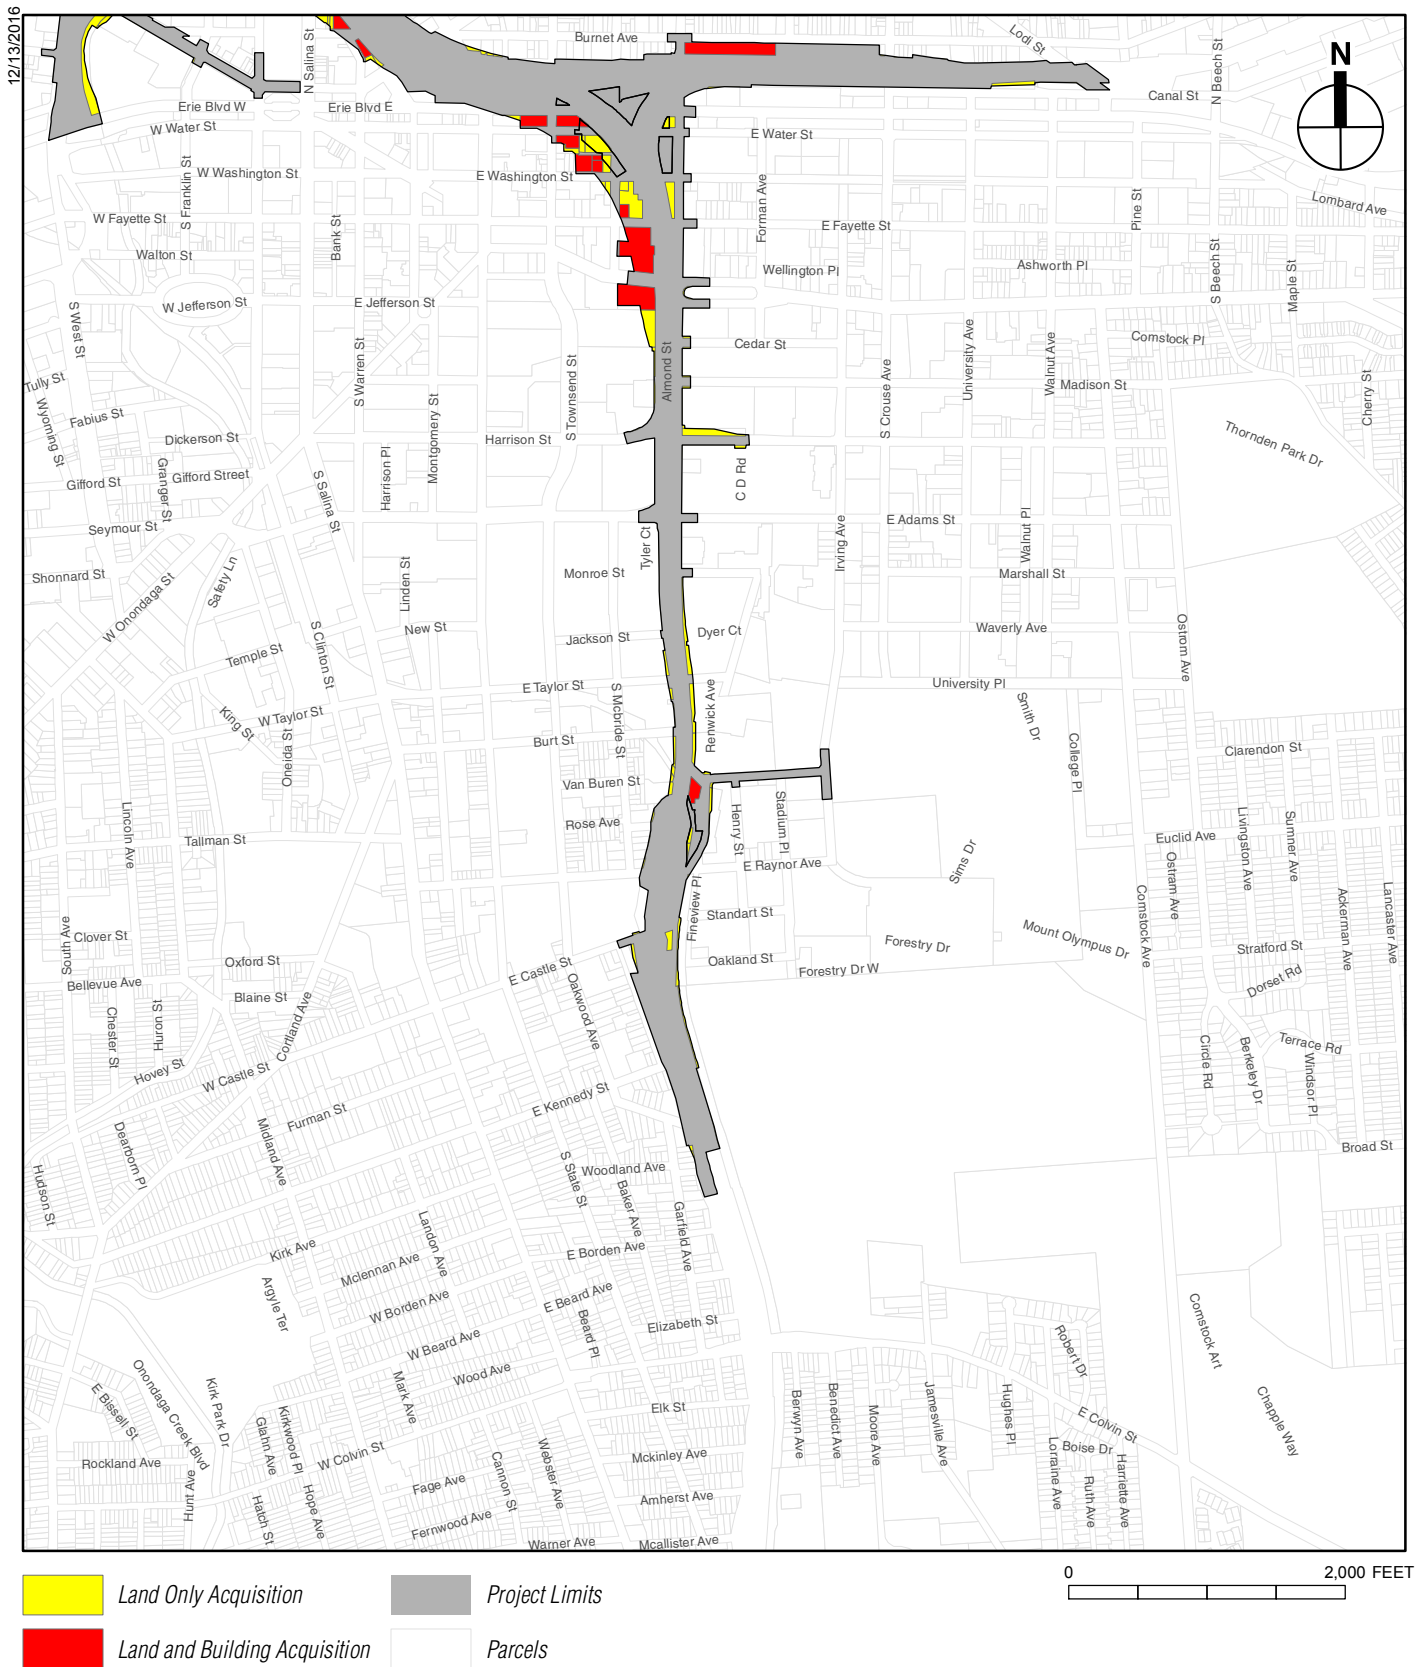 12/13/2016
Burnet Ave
Lodi St
N
N Salina St
N Beech St
Canal St
Erie Blvd W
Erie Blvd E
W Water St
E Water St
S Franklin St
W Washington St
E Washington St
Forman Ave
Pine St
Lombard Ave
W Fayette St
Bank St
E Fayette St
Walton St
Wellington Pl
Ashworth Pl
S Beech St
Maple St
W Jefferson St
E Jefferson St
S West St
Comstock Pl
Cedar St
Almond St
University Ave
Walnut Ave
Tully St
S Warren St
S Townsend St
S Crouse Ave
Madison St
Cherry St
Wyoming St
Fabius St
Montgomery St
Dickerson St
Harrison St
Thornden Park Dr
Granger St
Gifford Street
Gifford St
Harrison Pl
C D Rd
S Salina St
Seymour St
E Adams St
Walnut Pl
Irving Ave
Tyler Ct
Shonnard St
Safety Ln
Linden St
Monroe St
Marshall St
W Onondaga St
New St
Jackson St
Dyer Ct
Waverly Ave
Ostrom Ave
S Clinton St
Temple St
E Taylor St
University Pl
S Mcbride St
Renwick Ave
King St
W Taylor St
Smith Dr
Oneida St
Burt St
College Pl
Clarendon St
Van Buren St
Lincoln Ave
Rose Ave
Henry St
Stadium Pl
Tallman St
Euclid Ave
Livingston Ave
Sumner Ave
E Raynor Ave
Sims Dr
Ostram Ave
Fineview Pl
Standart St
Comstock Ave
Ackerman Ave
Lancaster Ave
South Ave
Clover St
Forestry Dr
Mount Olympus Dr
Stratford St
Oxford St
E Castle St
Oakland St
Forestry Dr W
Bellevue Ave
Dorset Rd
Blaine St
Oakwood Ave
Chester St
Huron St
Cortland Ave
Circle Rd
Berkeley Dr
Terrace Rd
Windsor Pl
Hovey St
W Castle St
E Kennedy St
Furman St
Dearborn Pl
Midland Ave
Broad St
Hudson St
S State St
Woodland Ave
Baker Ave
Garfield Ave
Landon Ave
Kirk Ave
E Borden Ave
Mclennan Ave
Argyle Ter
W Borden Ave
E Beard Ave
Beard Pl
Elizabeth St
Comstock Art
W Beard Ave
Robert Dr
Wood Ave
Onondaga Creek Blvd
E Bissell St
Kirk Park Dr
Mark Ave
Berwyn Ave
Benedict Ave
Moore Ave
Jamesville Ave
Hughes Pl
Chapple Way
Elk St
E Colvin St
Glahn Ave
Kirkwood Pl
W Colvin St
Boise Dr
Rockland Ave
Mckinley Ave
Webster Ave
Cannon St
Lorraine Ave
Ruth Ave
Harriette Ave
Hunt Ave
Hatch St
Hope Ave
Fage Ave
Amherst Ave
Fernwood Ave
Warner Ave
Mcallister Ave
0 2,000 FEET
Land Only Acquisition
Project Limits
Land and Building Acquisition
Parcels